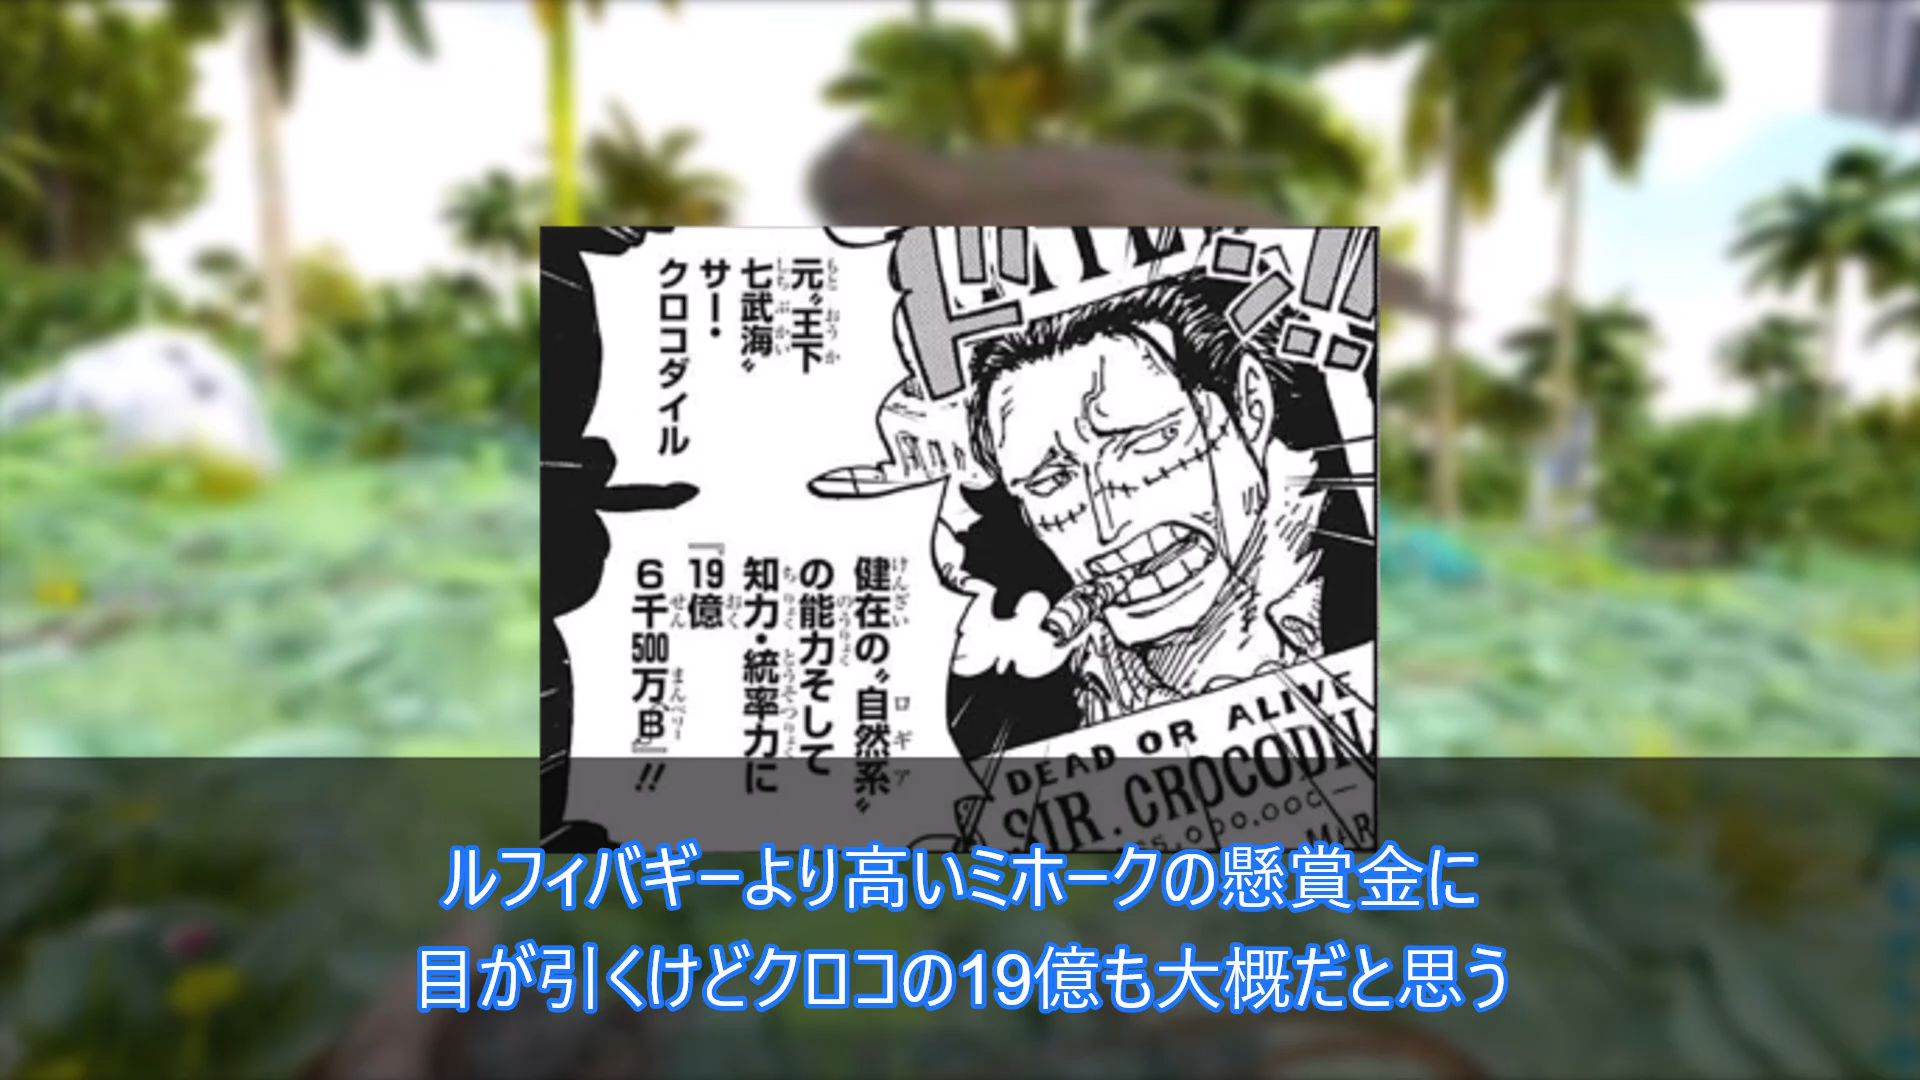 元〝王下
七武海〟
サー・
クロコダイル
健在の〝自然系〟
の能力そして
知力・統率力に
『19億
6千500万B』!!
DEAD OR ALIVE
SIR.CROCODIL
MAR
ルフィバギーより高いミホークの懸賞金に
目が引くけどクロコの19億も大概だと思う